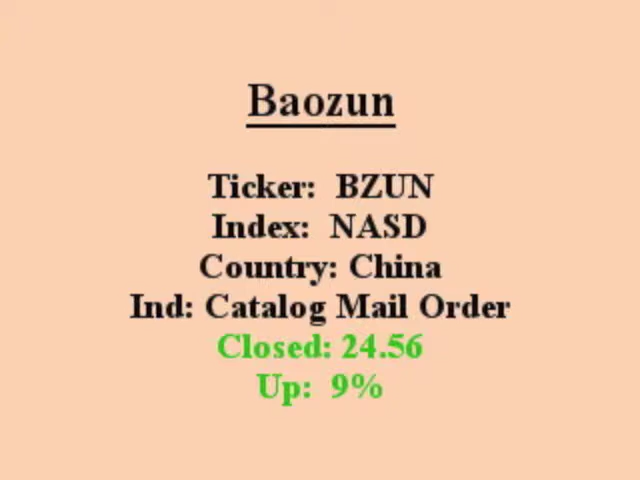 Baozun
Ticker: BZUN
Index: NASD
Country: China
Ind: Catalog Mail Order
Closed: 24.56
Up: 9%